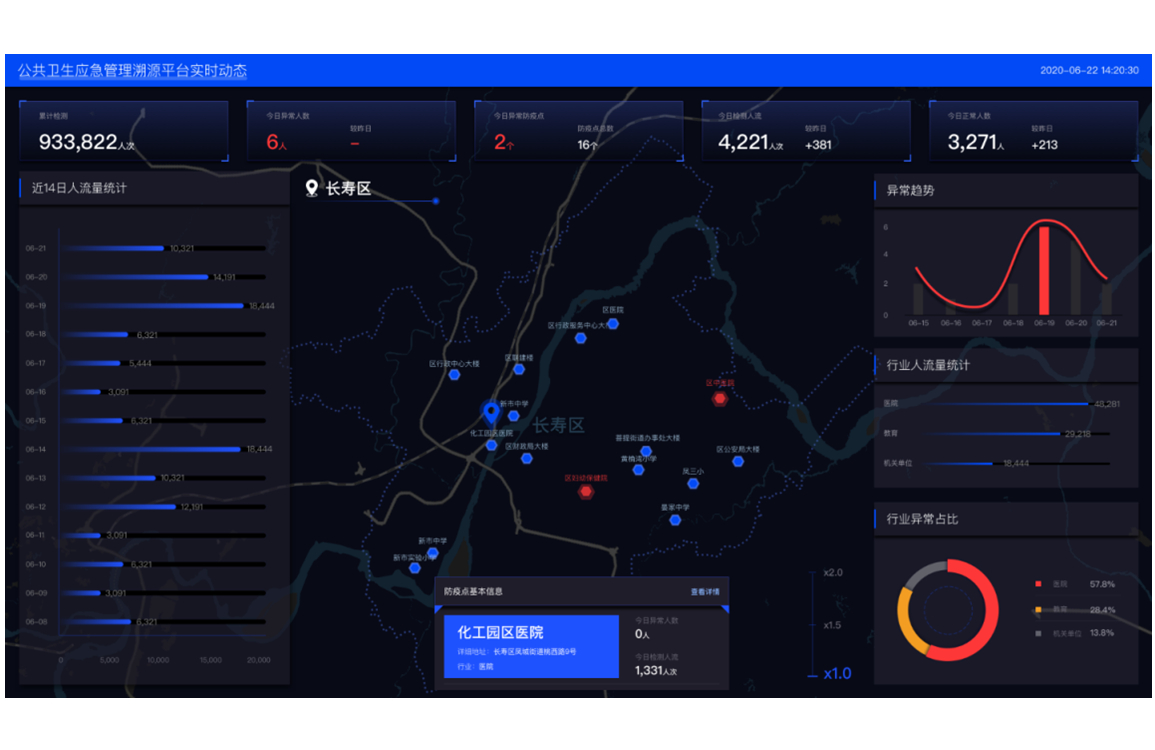 公共卫生应急管理溯源平台实时动态
2020-06-22 14:20:30
累计检测
933,822人次
今日异常人数
较昨日
6人
–
今日异常防疫点
防疫点总数
2个
16个
今日检测人流
较昨日
4,221人次
+381
今日正常人数
较昨日
3,271人
+213
近14日人流量统计
06-21
10,321
06-20
14,191
06-19
18,444
06-18
6,321
06-17
5,444
06-16
3,091
06-15
6,321
06-14
18,444
06-13
10,321
06-12
12,191
06-11
3,091
06-10
6,321
06-09
3,091
06-08
6,321
0
5,000
10,000
15,000
20,000
长寿区
区医院
区行政服务中心大厅
区联建楼
区行政中心大楼
区中医院
新市中学
长寿区
化工园区医院
区财政局大楼
菩提街道办事处大楼
黄桷湾小学
区公安局大楼
凤三小
区妇幼保健院
新市中学
新市实验小学
防疫点基本信息
查看详情
化工园区医院
详细地址：长寿区凤城街道桃西路9号
行业：医院
今日异常人数
0人
今日检测人流
1,331人次
x2.0
x1.5
x1.0
异常趋势
6
4
2
0
06-15
06-16
06-17
06-18
06-19
06-20
06-21
行业人流量统计
医院
48,281
教育
29,218
机关单位
18,444
行业异常占比
医院
57.8%
教育
28.4%
机关单位
13.8%